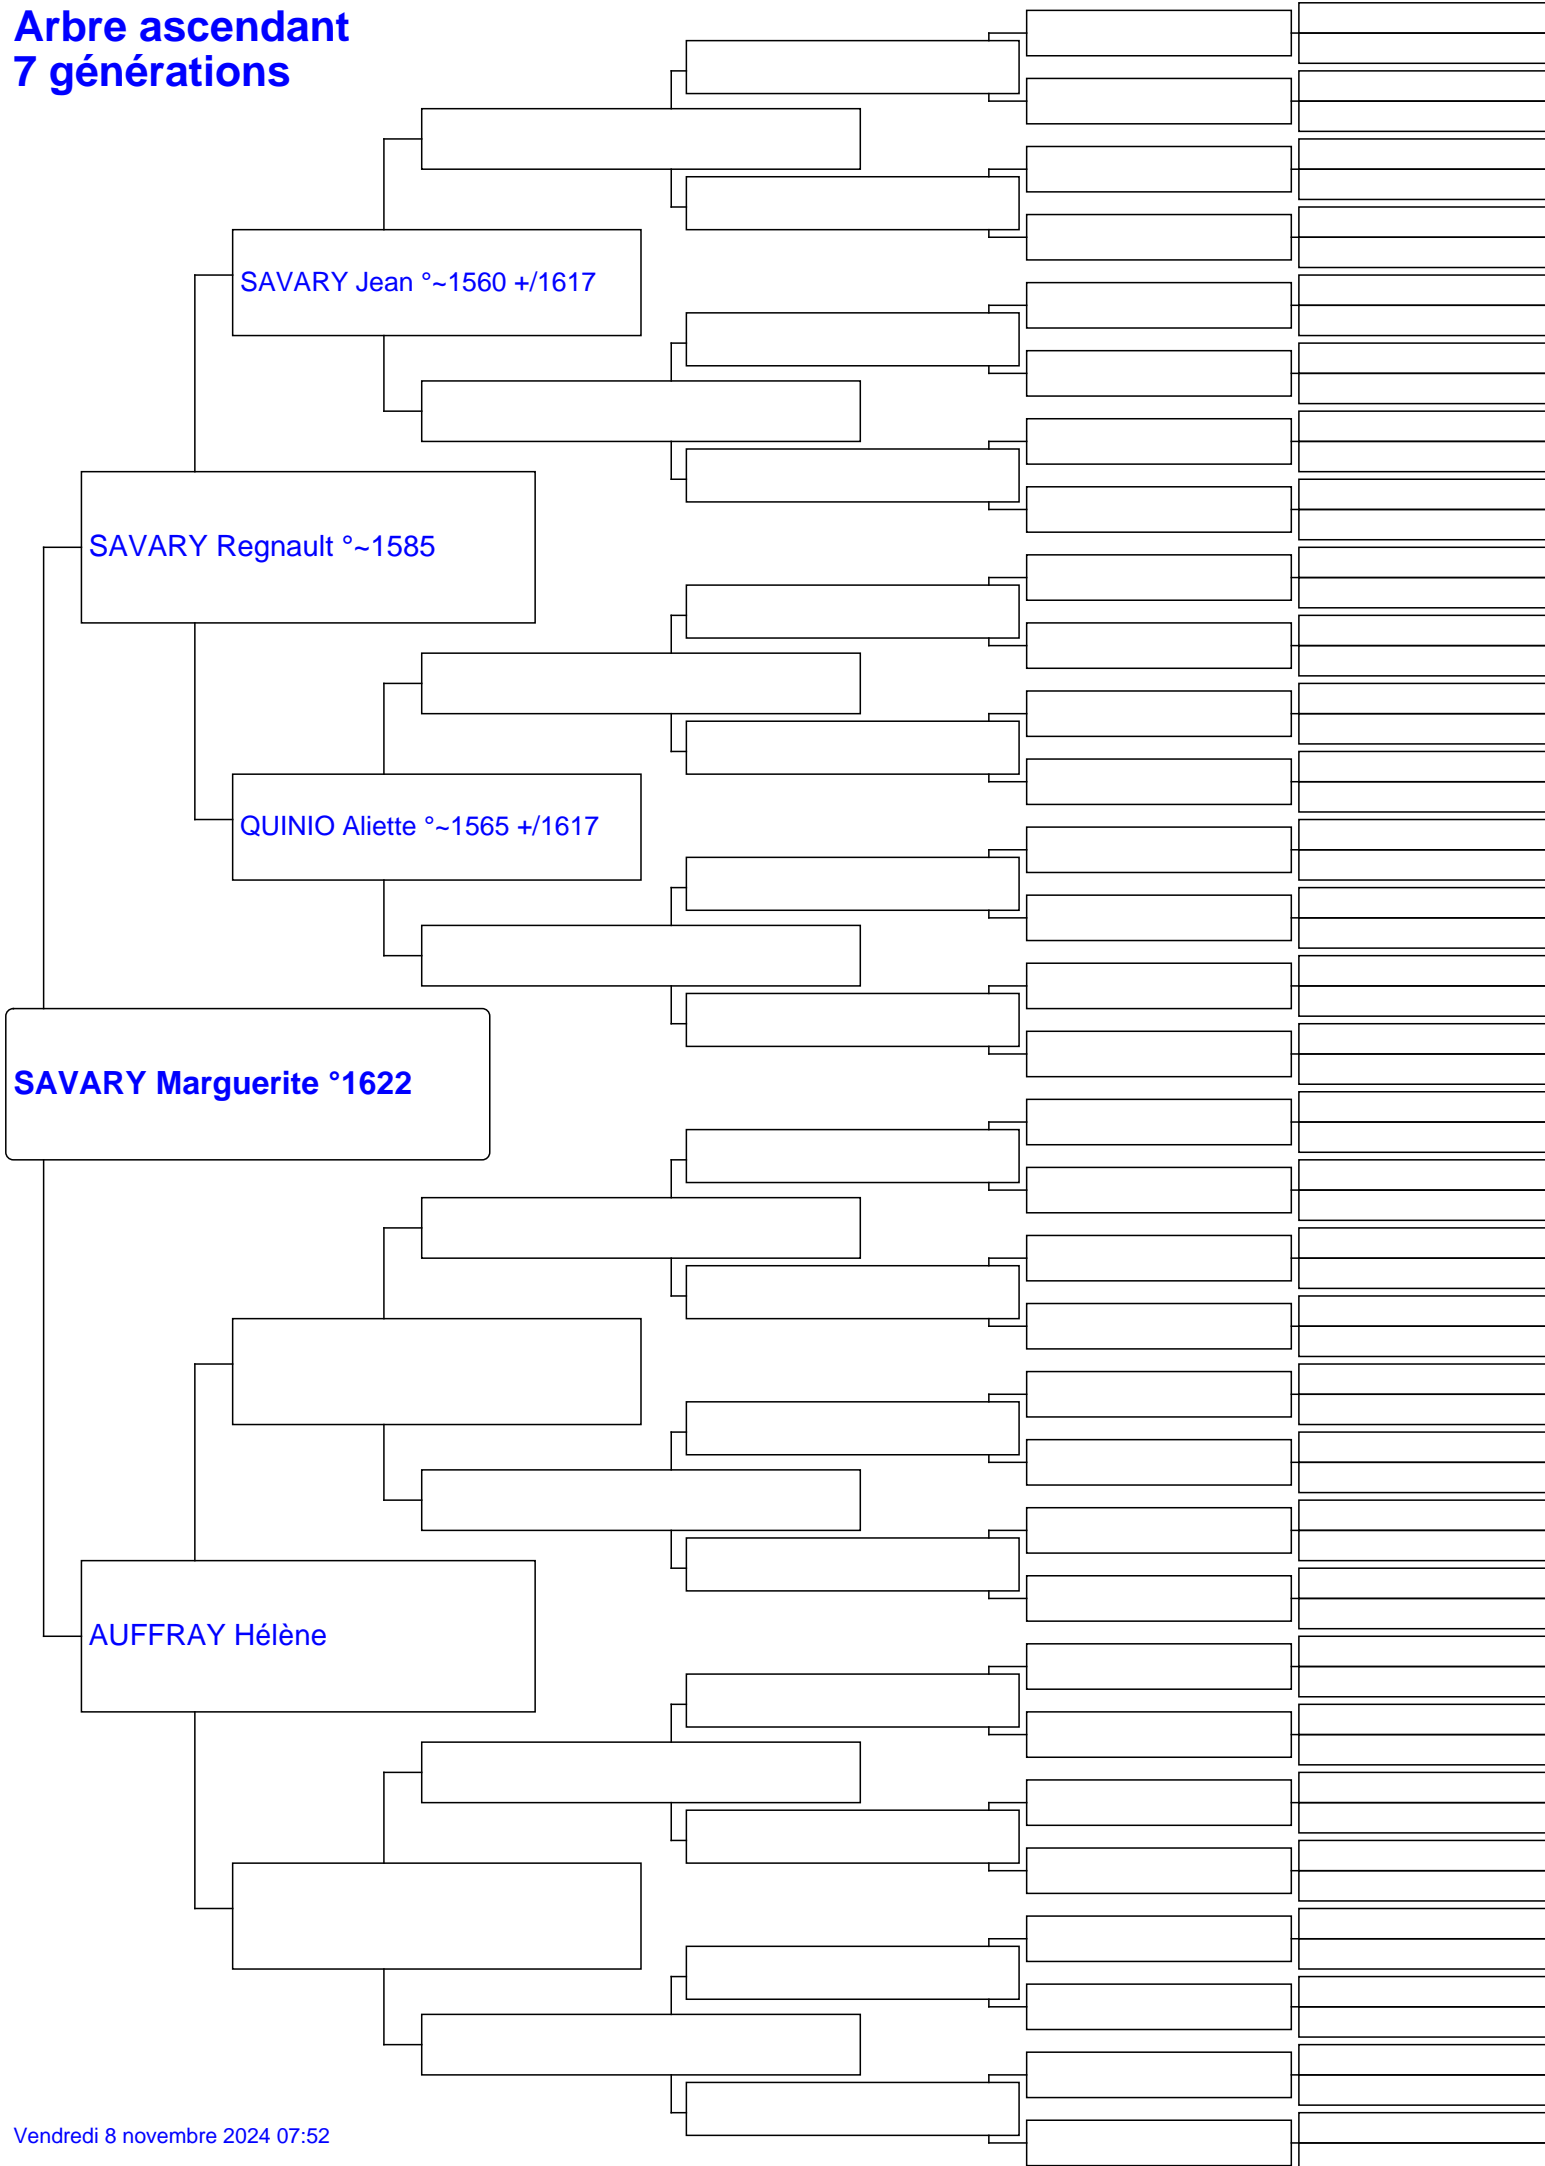 Arbre ascendant
7 générations
SAVARY Jean °~1560 +/1617
SAVARY Regnault °~1585
QUINIO Aliette °~1565 +/1617
SAVARY Marguerite °1622
AUFFRAY Hélène
Vendredi 8 novembre 2024 07:52